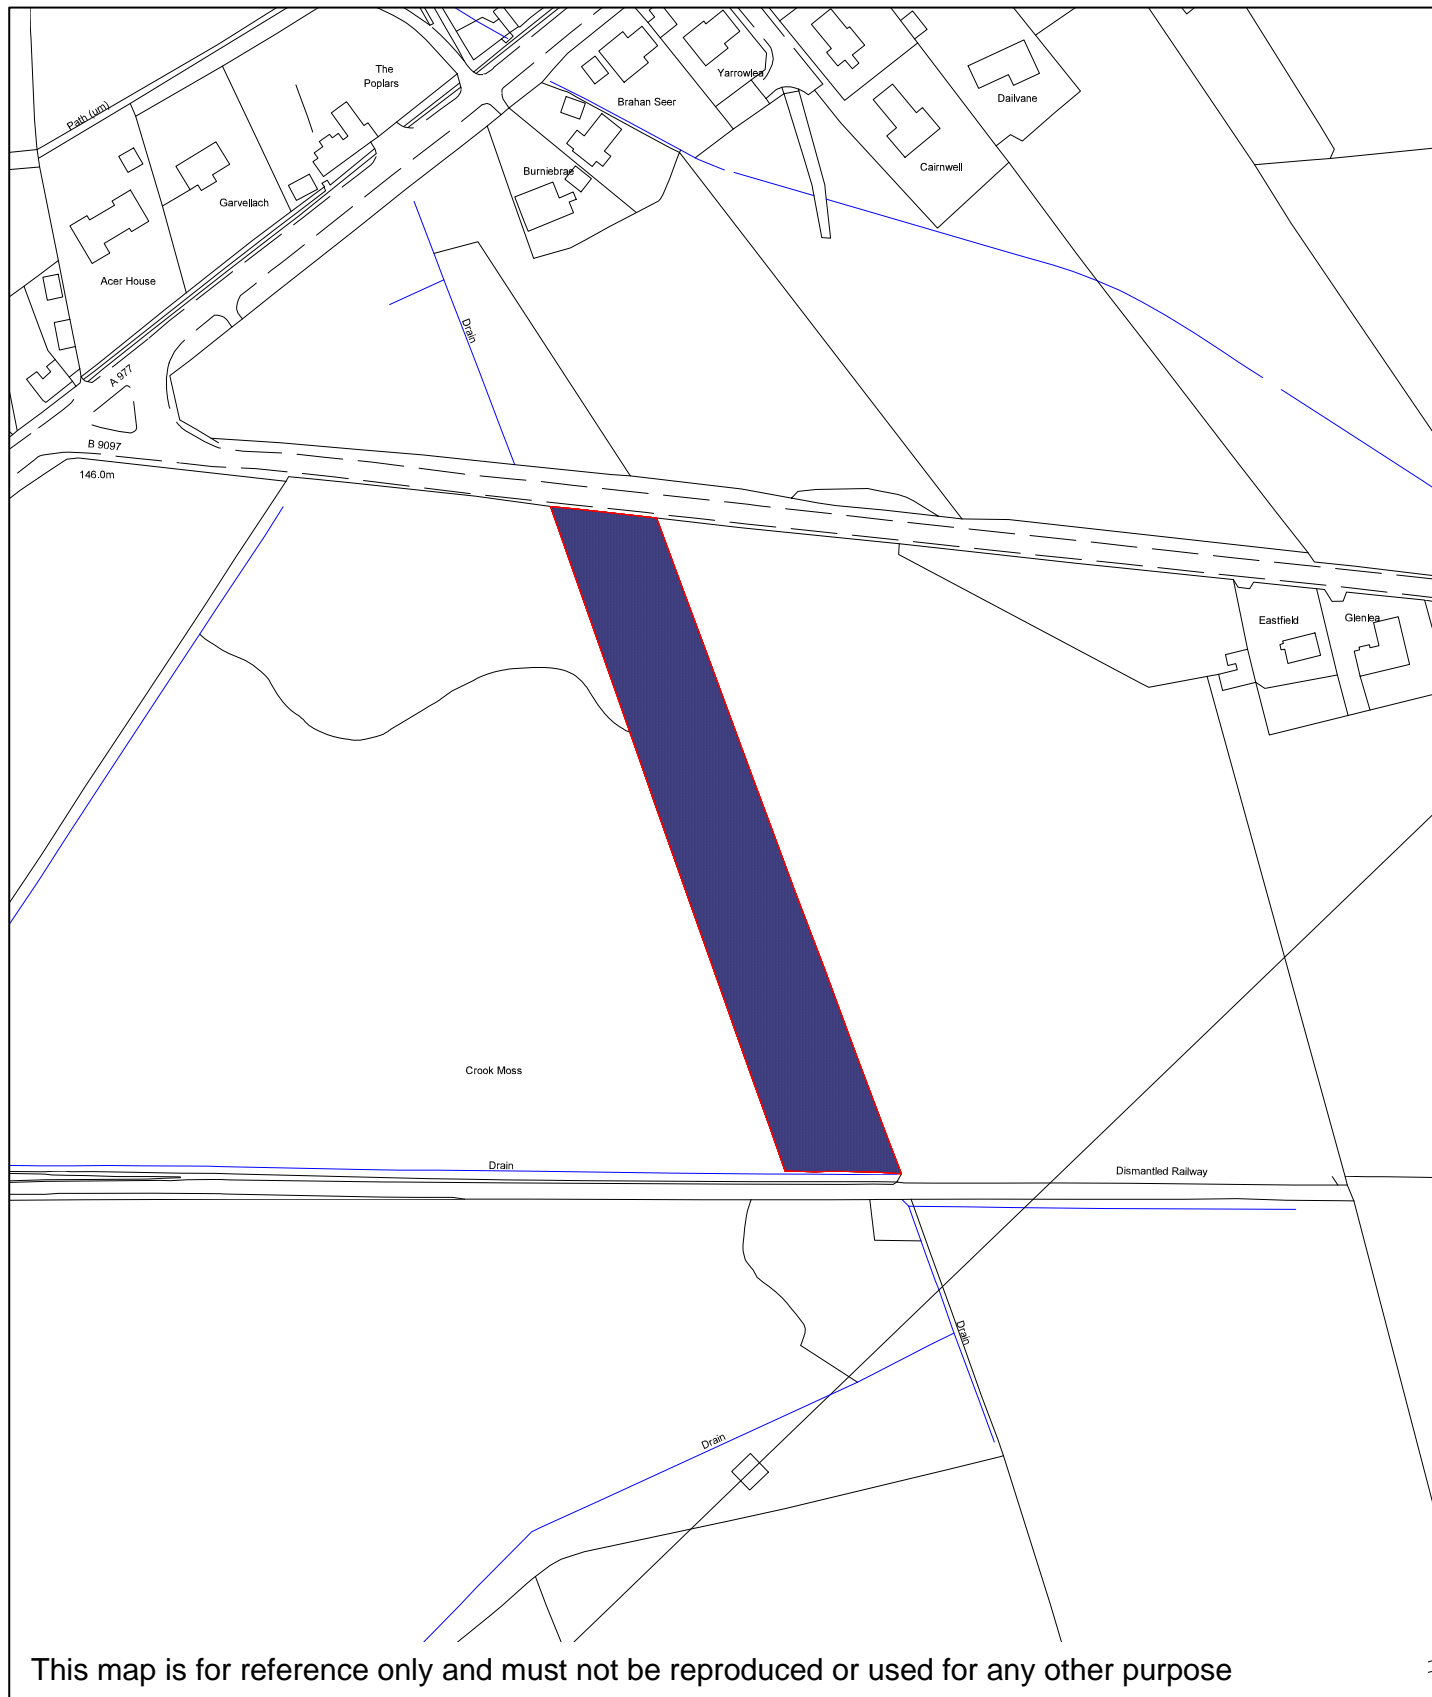 The
Poplars
Yarrowlea
Brahan Seer
Dailvane
Path (um)
Cairnwell
Burniebrae
Garvellach
Acer House
Drain
A 977
B 9097
146.0m
Eastfield
Glenlea
Crook Moss
Drain
Dismantled Railway
Drain
Drain
This map is for reference only and must not be reproduced or used for any other purpose